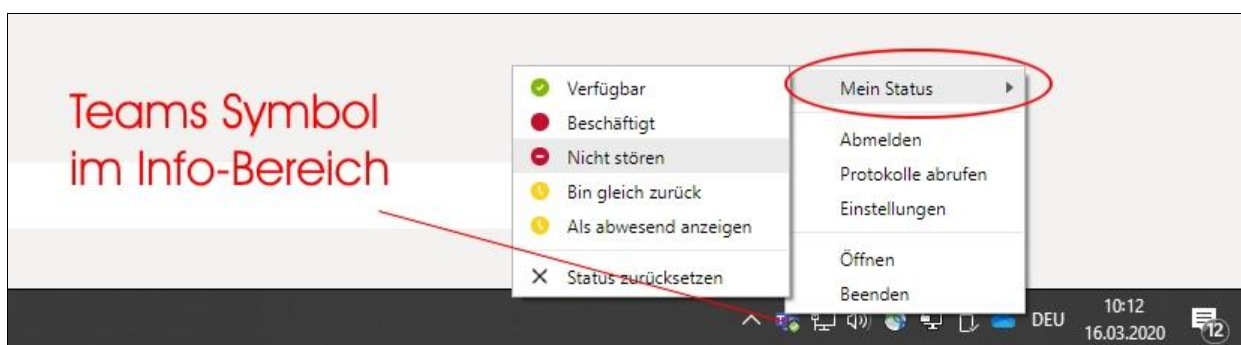 Teams Symbol
im Info-Bereich
Verfügbar
Beschäftigt
Nicht stören
Bin gleich zurück
Als abwesend anzeigen
Status zurücksetzen
Mein Status
Abmelden
Protokolle abrufen
Einstellungen
Öffnen
Beenden
DEU
10:12
16.03.2020
12